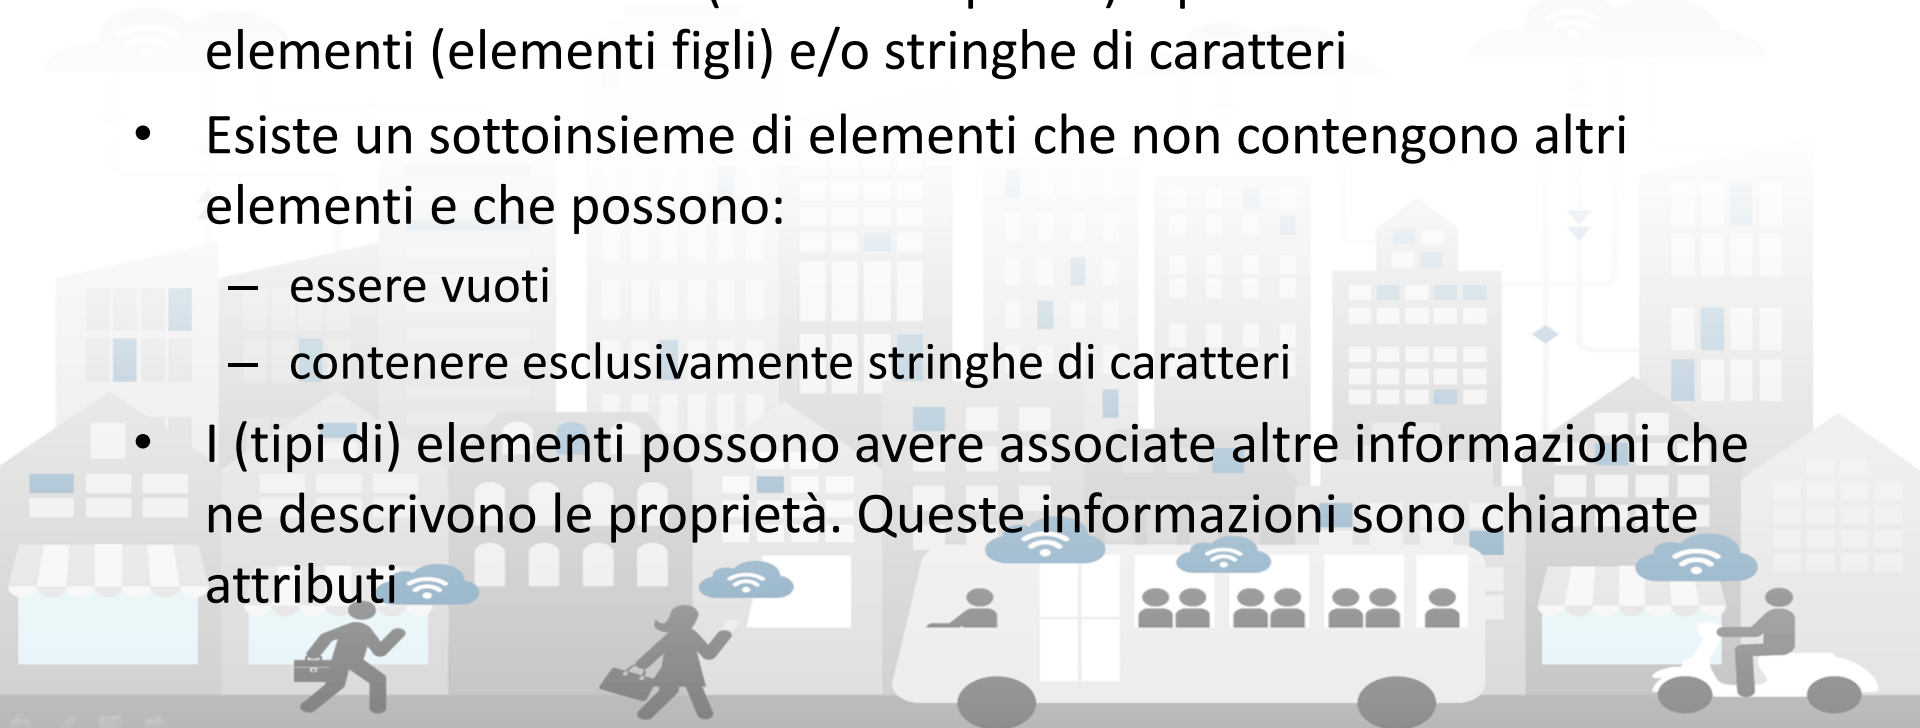 elementi (elementi figli) e/o stringhe di caratteri
• Esiste un sottoinsieme di elementi che non contengono altri
elementi e che possono:
– essere vuoti
– contenere esclusivamente stringhe di caratteri
• I (tipi di) elementi possono avere associate altre informazioni che
ne descrivono le proprietà. Queste informazioni sono chiamate
attributi